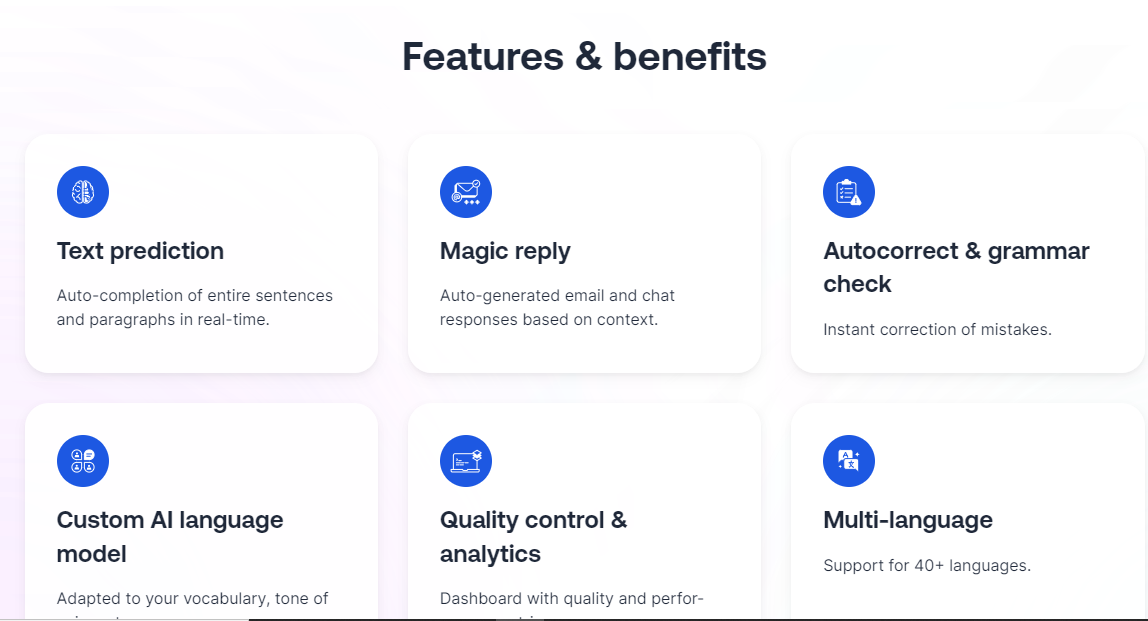 Features & benefits
Text prediction
Auto-completion of entire sentences
and paragraphs in real-time.
Magic reply
Auto-generated email and chat
responses based on context.
Autocorrect & grammar
check
Instant correction of mistakes.
Custom AI language
model
Adapted to your vocabulary, tone of
Quality control &
analytics
Dashboard with quality and perfor-
Multi-language
Support for 40+ languages.